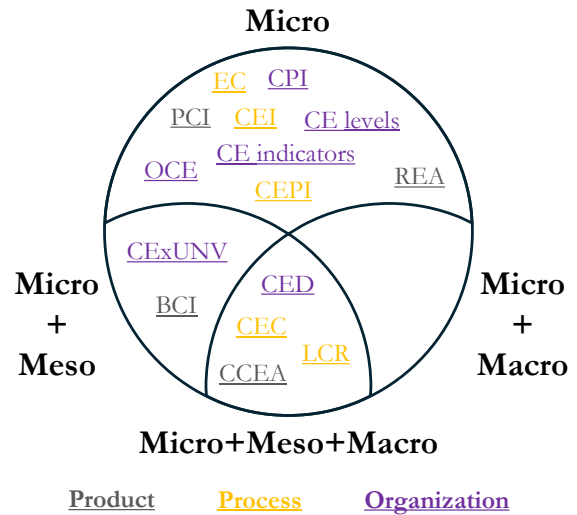 Micro
EC CPI
PCI CEI CE levels
CE indicators
OCE
CEPI REA
CExUNV
CED
BCI
CEC
LCR
CCEA
Micro
+
Meso
Micro
+
Macro
Micro+Meso+Macro
Product Process Organization